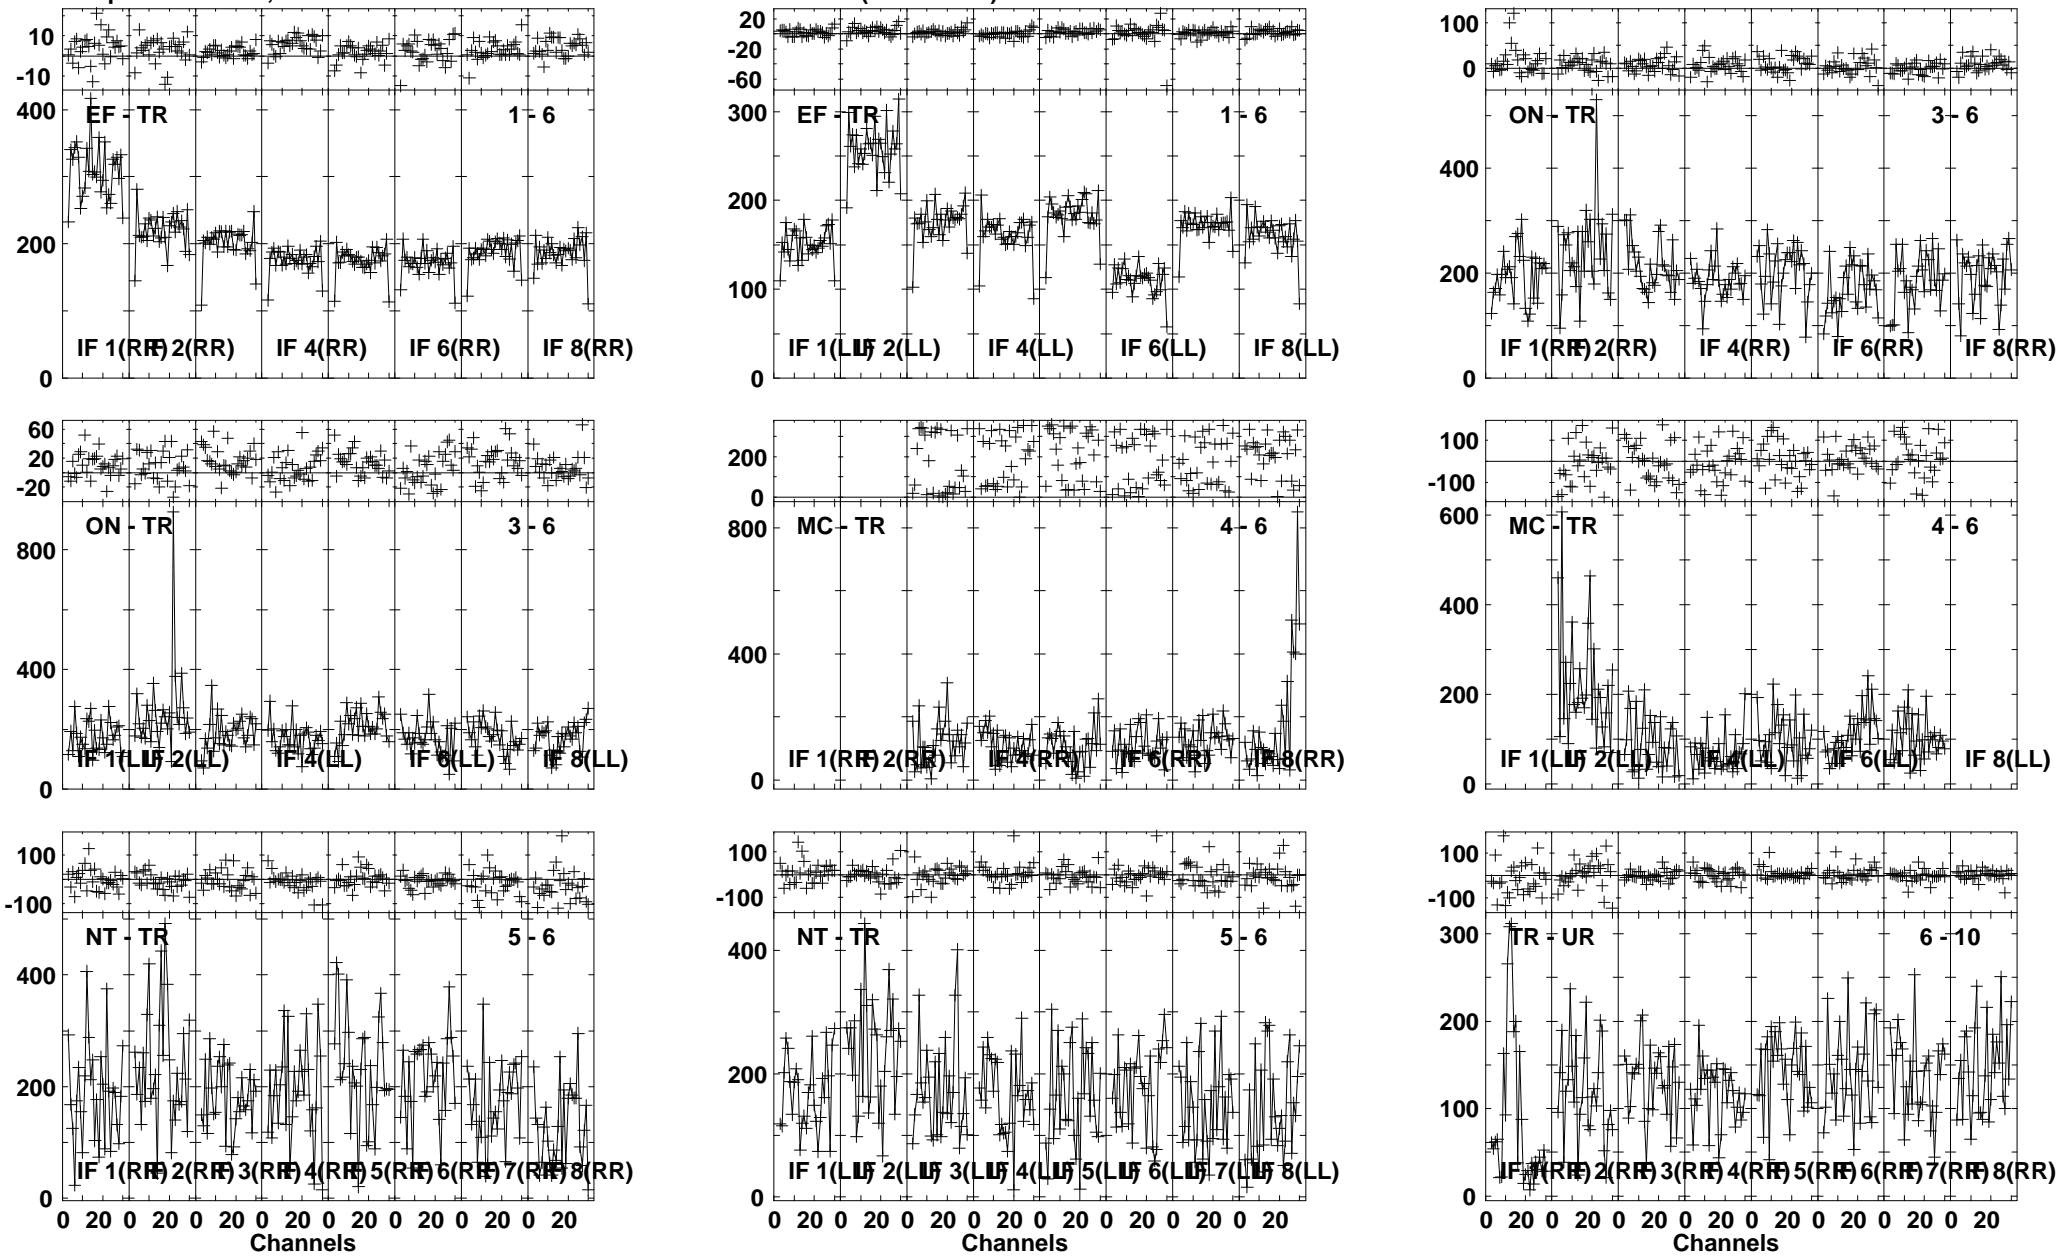 10
-10
EF - TR
1 - 6
400
200
0
IF 1(RR)
IF 2(RR)
IF 4(RR)
IF 6(RR)
IF 8(RR)
20
-20
-60
EF - TR
1 - 6
300
200
100
0
IF 1(LL)
IF 2(LL)
IF 4(LL)
IF 6(LL)
IF 8(LL)
100
0
ON - TR
3 - 6
400
200
0
IF 1(RR)
IF 2(RR)
IF 4(RR)
IF 6(RR)
IF 8(RR)
60
20
-20
ON - TR
3 - 6
800
400
0
IF 1(LL)
IF 2(LL)
IF 4(LL)
IF 6(LL)
IF 8(LL)
200
0
MC - TR
4 - 6
800
400
0
IF 1(RR)
IF 2(RR)
IF 4(RR)
IF 6(RR)
IF 8(RR)
100
-100
MC - TR
4 - 6
600
400
200
0
IF 1(LL)
IF 2(LL)
IF 4(LL)
IF 6(LL)
IF 8(LL)
100
-100
NT - TR
5 - 6
400
200
0
IF 1(RR)
IF 2(RR)
IF 3(RR)
IF 4(RR)
IF 5(RR)
IF 6(RR)
IF 7(RR)
IF 8(RR)
0 20 0 20 0 20 0 20 0 20 0 20 0 20 0 20
Channels
100
-100
NT - TR
5 - 6
400
200
0
IF 1(LL)
IF 2(LL)
IF 3(LL)
IF 4(LL)
IF 5(LL)
IF 6(LL)
IF 7(LL)
IF 8(LL)
0 20 0 20 0 20 0 20 0 20 0 20 0 20 0 20
Channels
100
-100
TR - UR
6 - 10
300
200
100
0
IF 1(RR)
IF 2(RR)
IF 3(RR)
IF 4(RR)
IF 5(RR)
IF 6(RR)
IF 7(RR)
IF 8(RR)
0 20 0 20 0 20 0 20 0 20 0 20 0 20 0 20
Channels